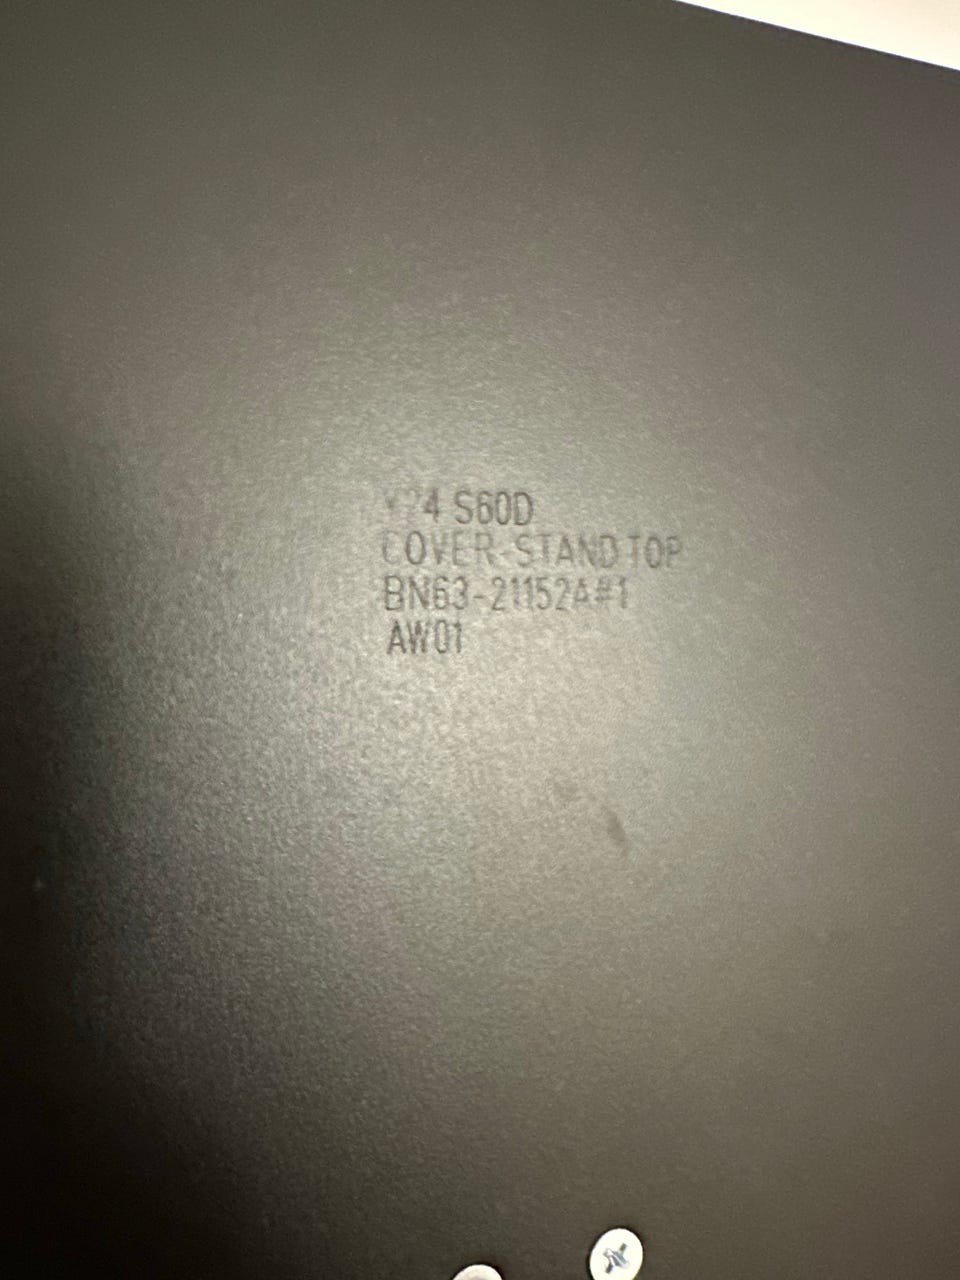 Y24 S60D
COVER-STAND TOP
BN63-21152A#1
AW01